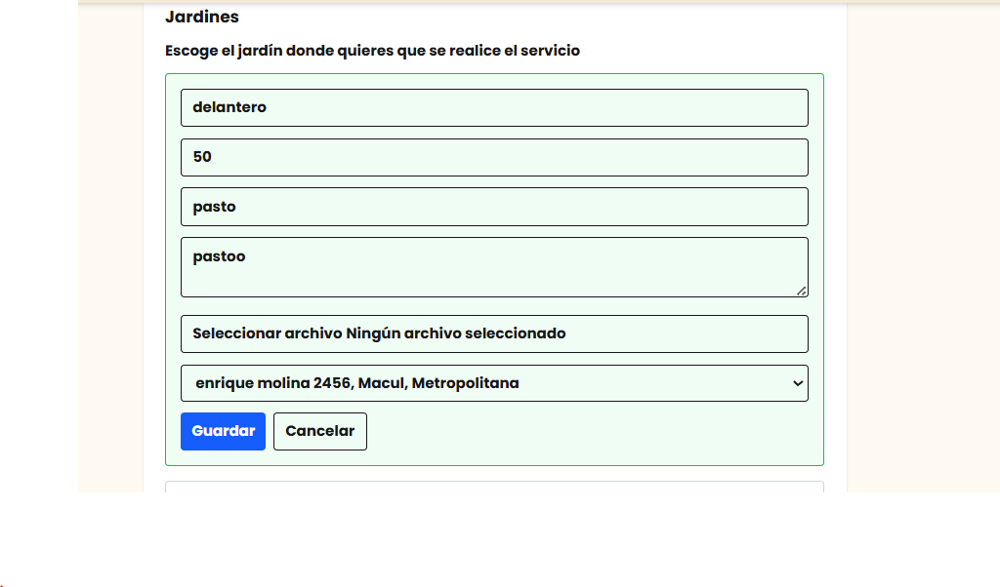 Jardines
Escoge el jardín donde quieres que se realice el servicio
delantero
50
pasto
pastoo
Seleccionar archivo Ningún archivo seleccionado
enrique molina 2456, Macul, Metropolitana
Guardar Cancelar